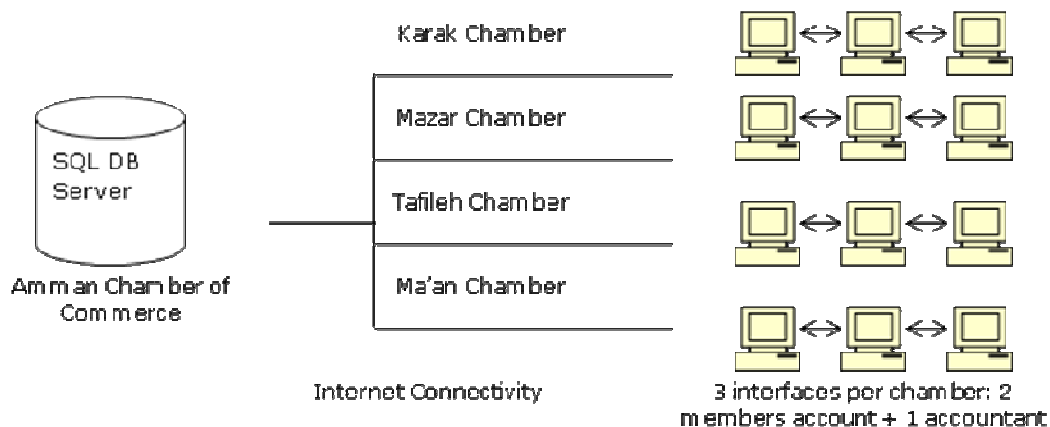 Karak Chamber
Mazar Chamber
SQL DB
Server
Tafileh Chamber
Ma'an Chamber
Amman Chamber of
Commerce
Internet Connectivity
3 interfaces per chamber: 2
members account + 1 accountant